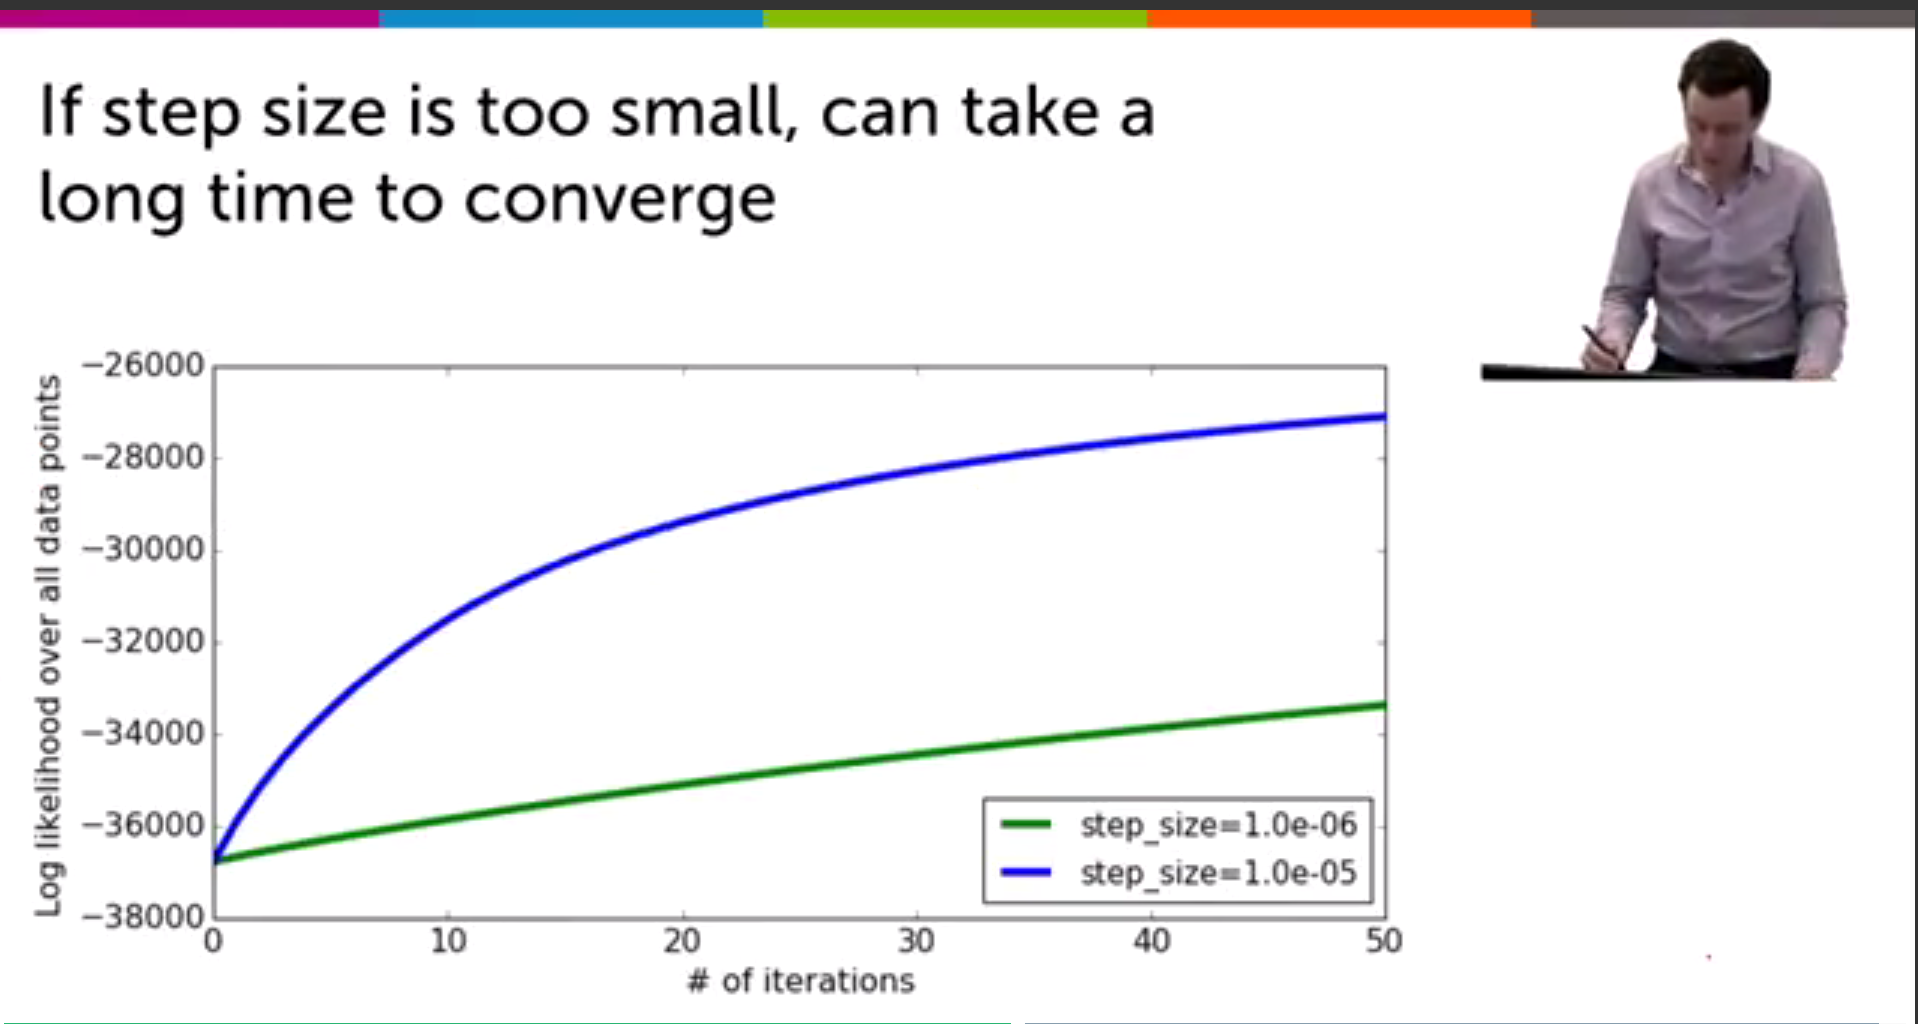 If step size is too small, can take a
long time to converge
Log likelihood over all data points
−26000
−28000
−30000
−32000
−34000
−36000
−38000
0 10 20 30 40 50
# of iterations
step_size=1.0e-06
step_size=1.0e-05